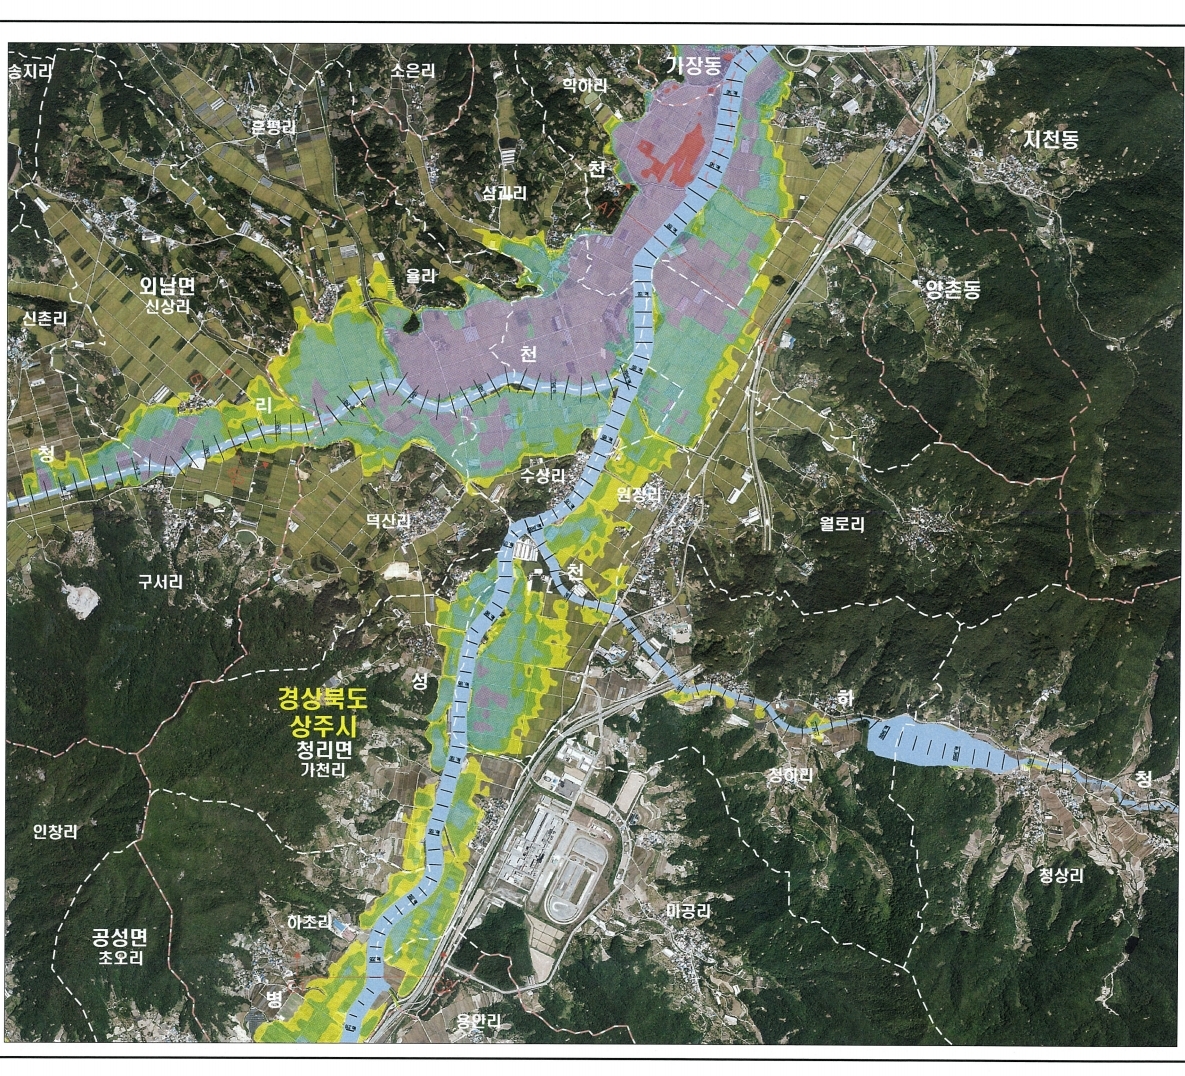 송지리
소은리
학하리
가장동
흔평리
지천동
천
삼괴리
율리
외남면
신상리
양촌동
신촌리
천
리
청
수상리
원장리
덕산리
월로리
구서리
천
성
경상북도
상주시
청리면
가천리
하
청하리
청
인창리
청상리
마공리
하초리
공성면
초오리
병
용안리